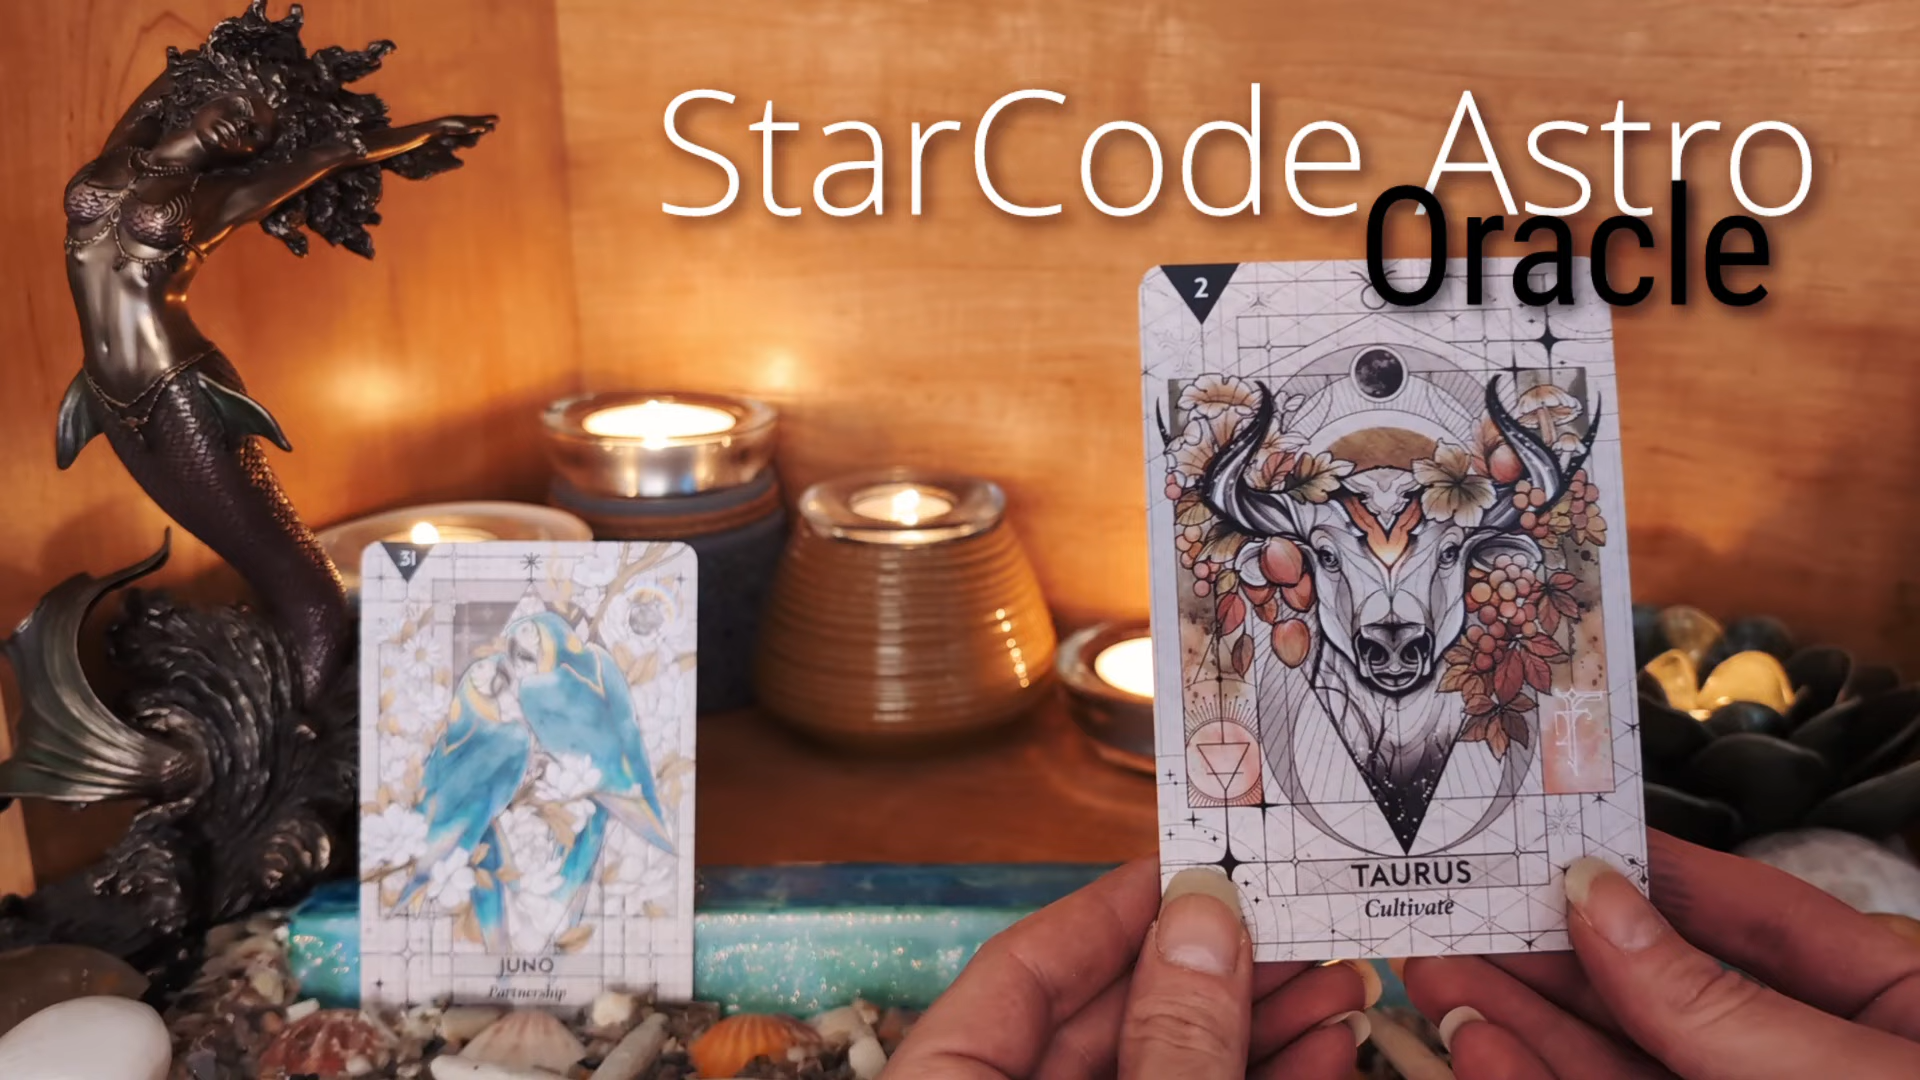 StarCode Astro
Oracle
2
TAURUS
Cultivate
31
JUNO
Partnership